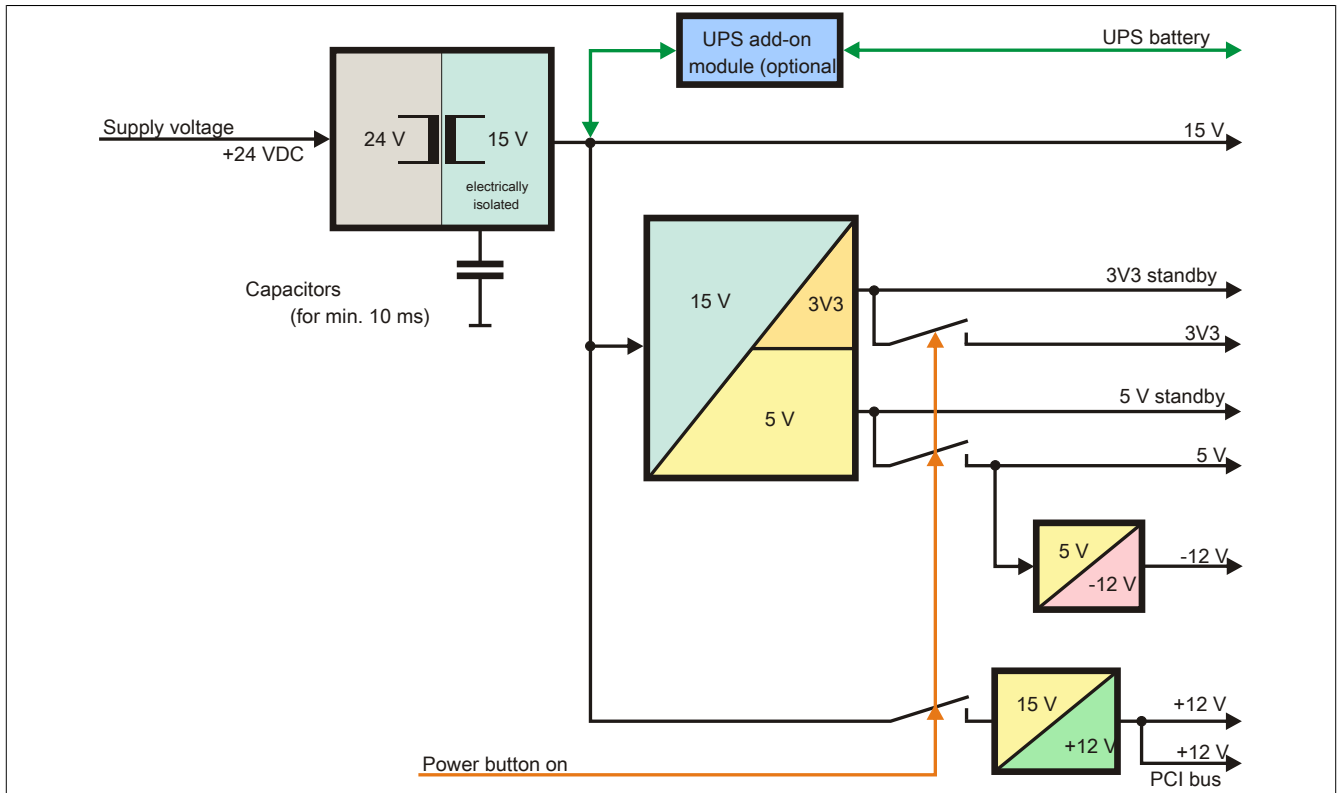 UPS add-on
module (optional
UPS battery
Supply voltage
+24 VDC
24 V
15 V
electrically
isolated
15 V
Capacitors
(for min. 10 ms)
15 V
3V3
5 V
3V3 standby
3V3
5 V standby
5 V
5 V
-12 V
-12 V
15 V
+12 V
+12 V
+12 V
PCI bus
Power button on